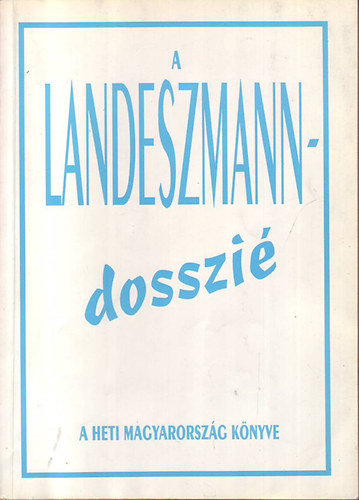 A
LANDESZMANN-
dosszié
A HETI MAGYARORSZÁG KÖNYVE